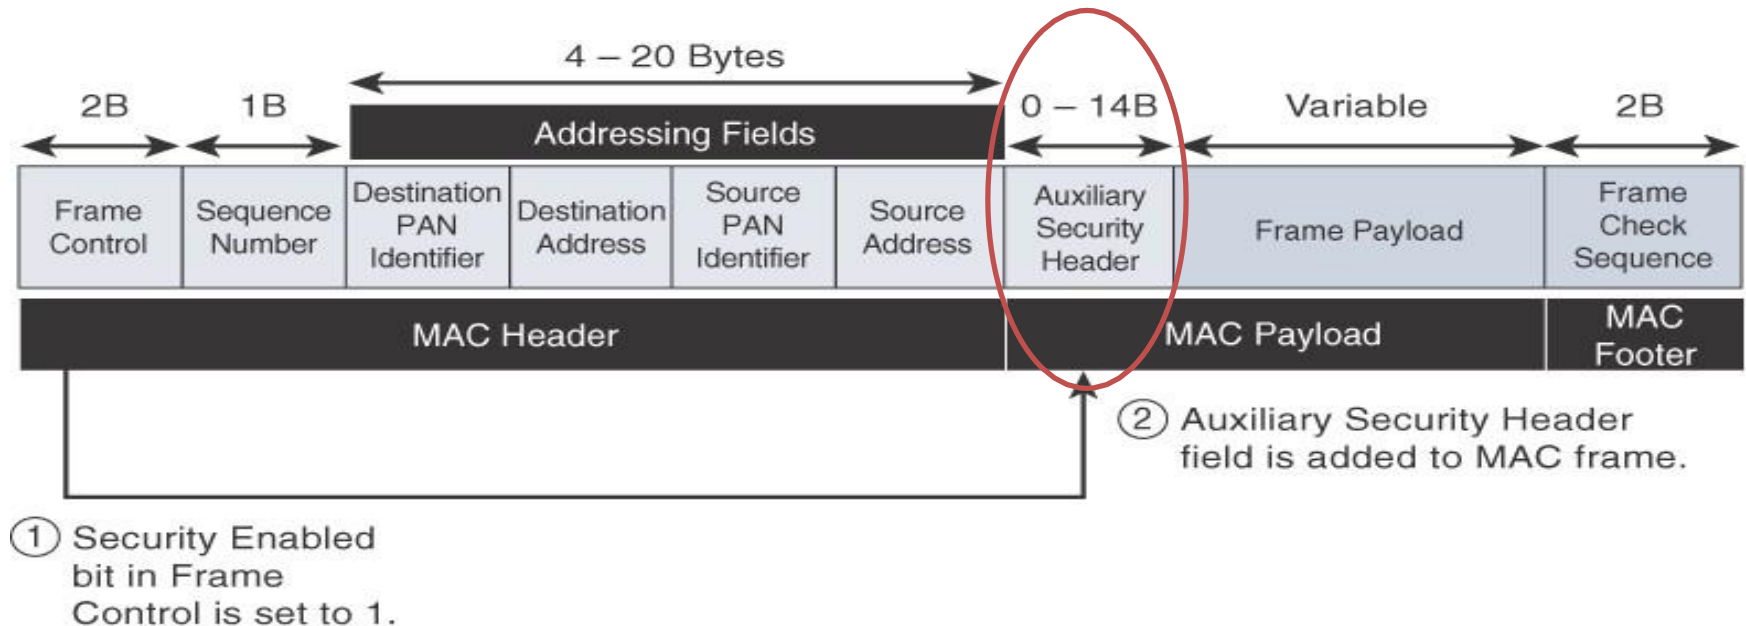 4 – 20 Bytes
2B
1B
0 – 14B
Variable
2B
Addressing Fields
Frame
Control
Sequence
Number
Destination
PAN
Identifier
Destination
Address
Source
PAN
Identifier
Source
Address
Auxiliary
Security
Header
Frame Payload
Frame
Check
Sequence
MAC Header
MAC Payload
MAC
Footer
2 Auxiliary Security Header
field is added to MAC frame.
1 Security Enabled
bit in Frame
Control is set to 1.